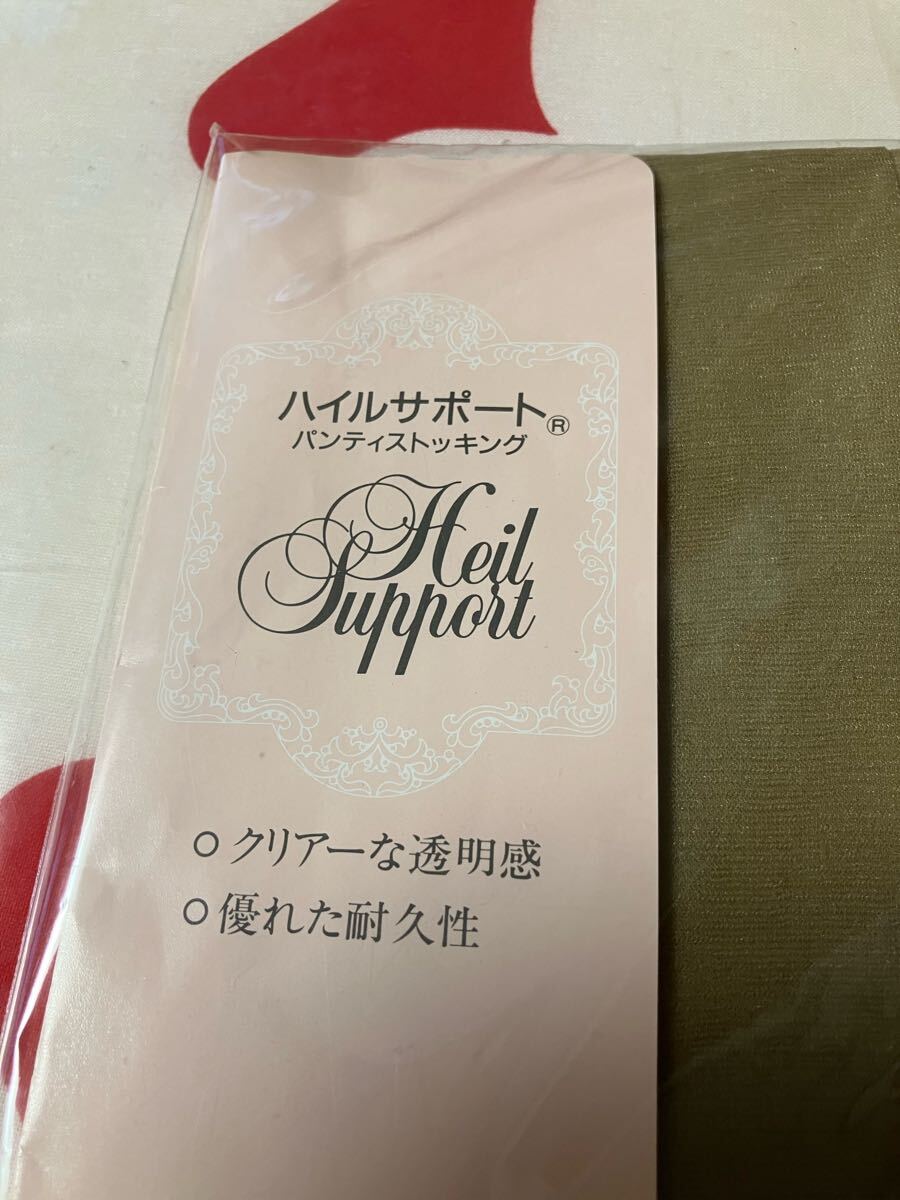 ハイルサポート®
パンティストッキング
Heil
Support
○ クリアーな透明感
○ 優れた耐久性